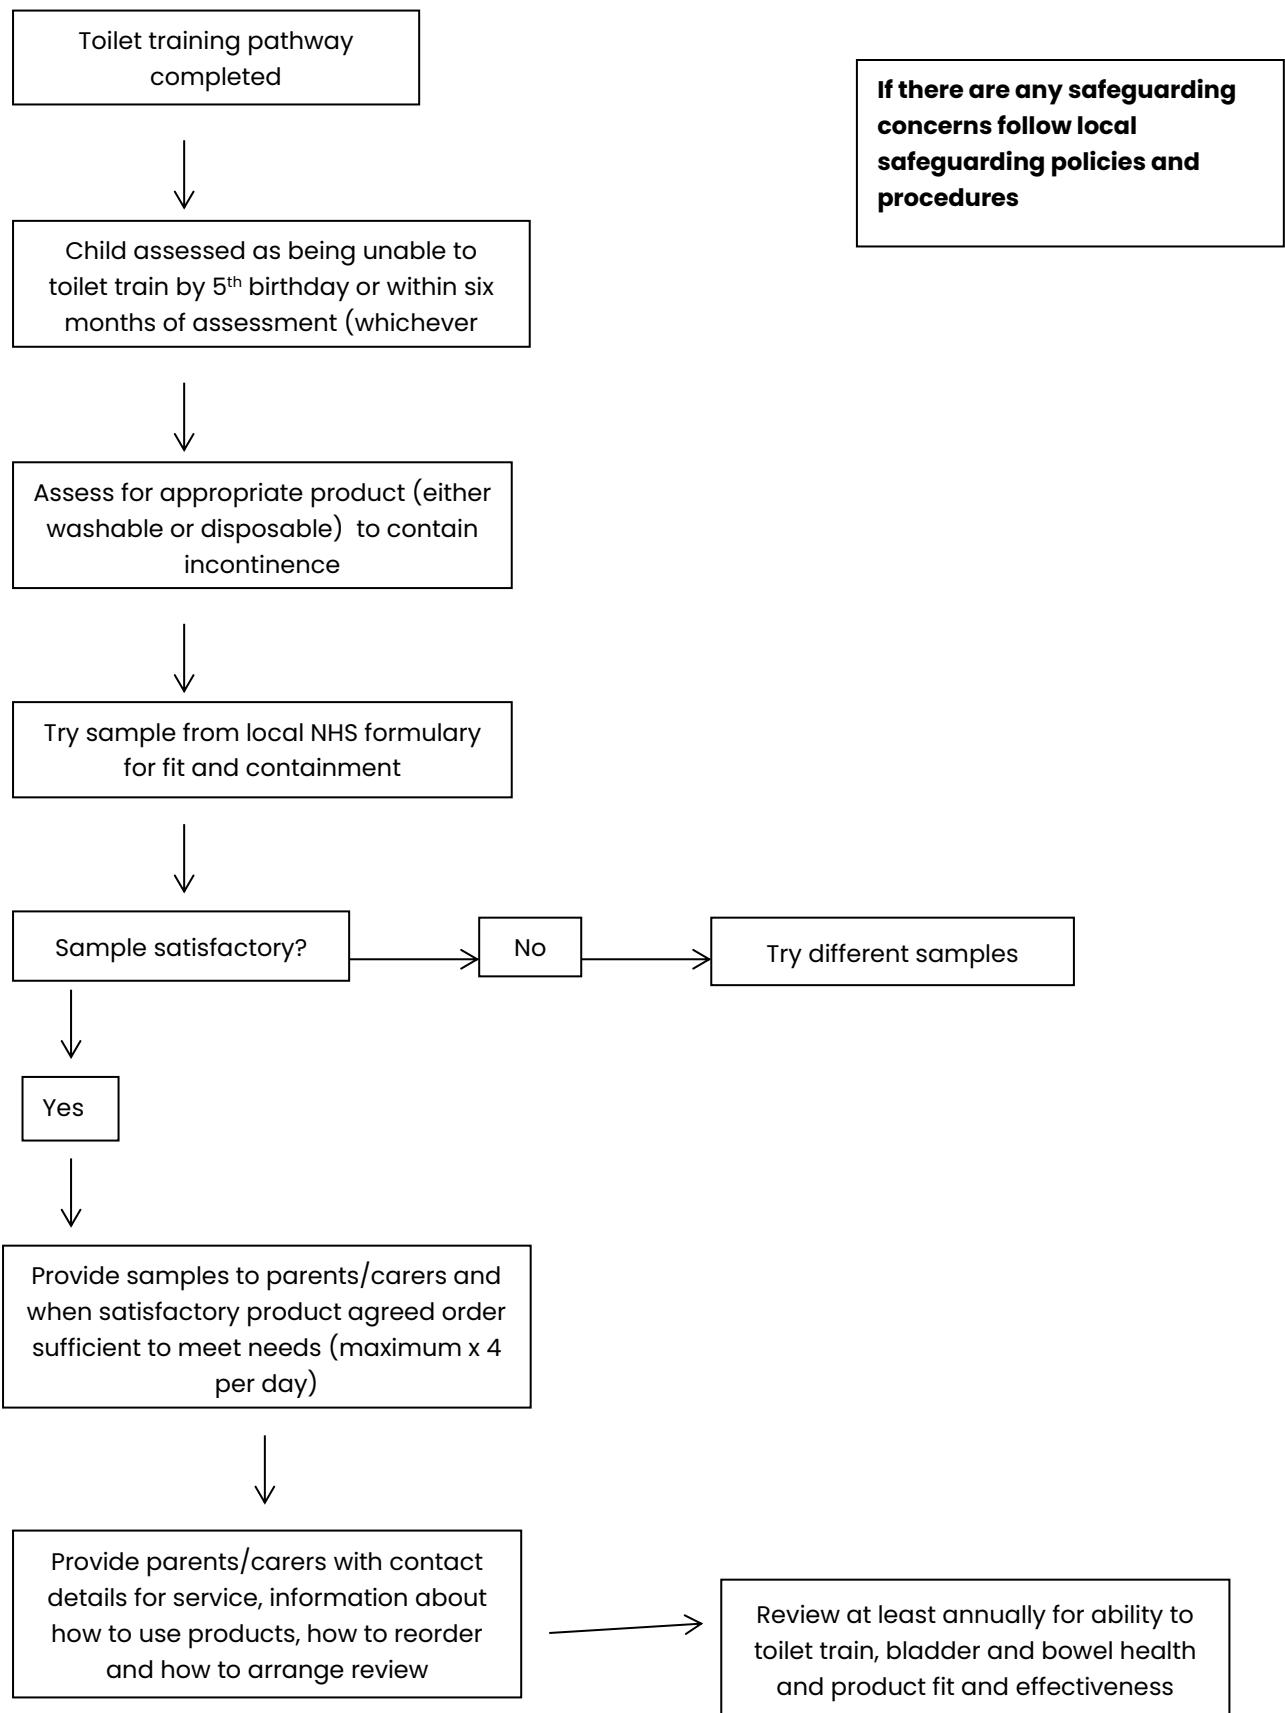 Toilet training pathway
completed
If there are any safeguarding
concerns follow local
safeguarding policies and
procedures
Child assessed as being unable to
toilet train by 5th birthday or within six
months of assessment (whichever
Assess for appropriate product (either
washable or disposable)  to contain
incontinence
Try sample from local NHS formulary
for fit and containment
Sample satisfactory?
No
Try different samples
Yes
Provide samples to parents/carers and
when satisfactory product agreed order
sufficient to meet needs (maximum x 4
per day)
Provide parents/carers with contact
details for service, information about
how to use products, how to reorder
and how to arrange review
Review at least annually for ability to
toilet train, bladder and bowel health
and product fit and effectiveness